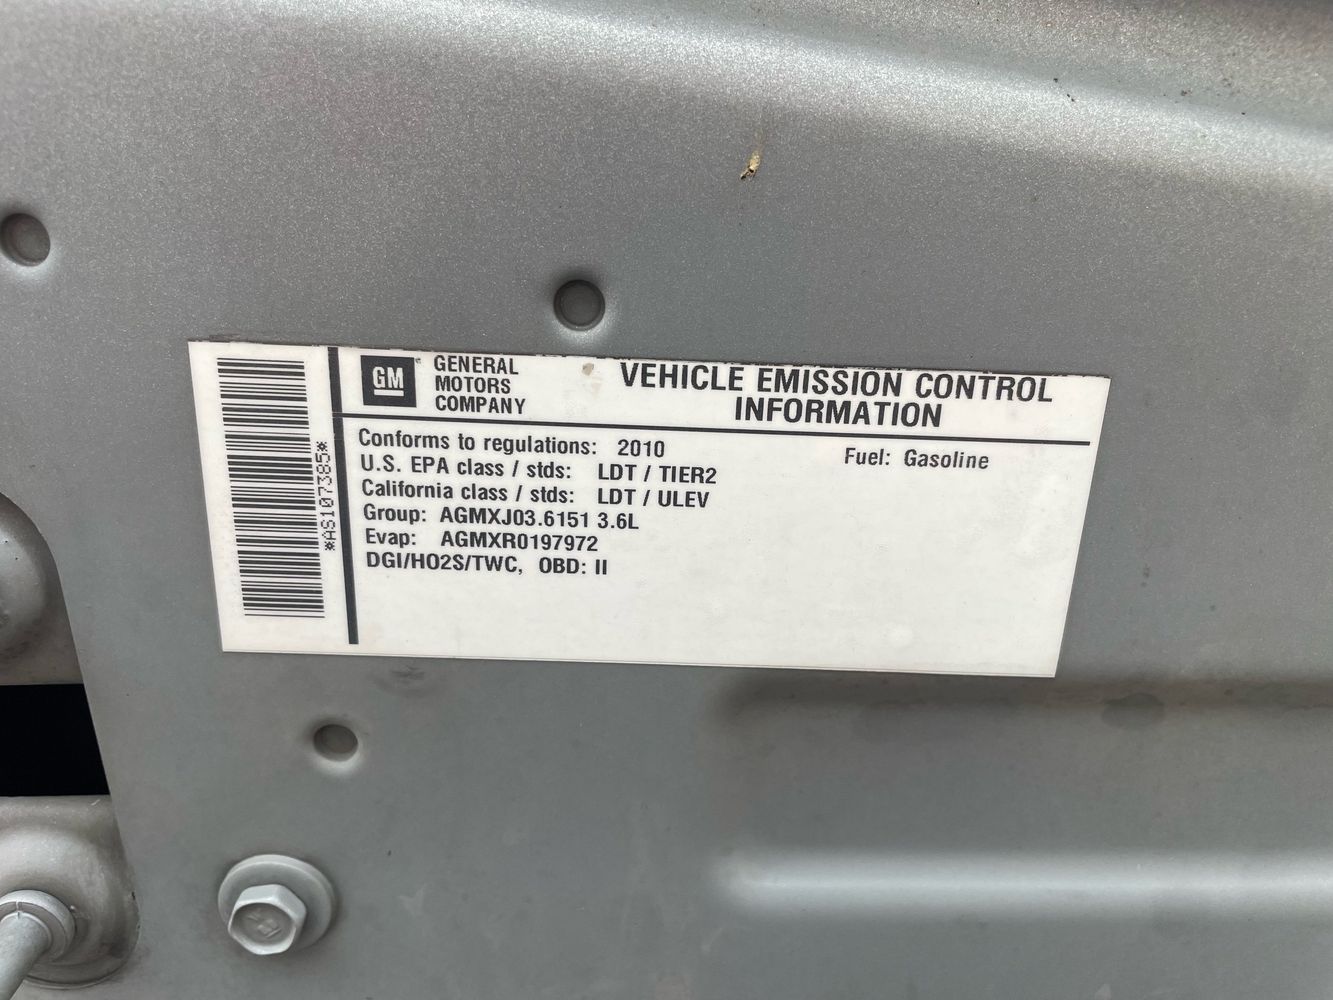 GM
GENERAL
MOTORS
COMPANY
VEHICLE EMISSION CONTROL
INFORMATION
Conforms to regulations: 2010
Fuel: Gasoline
U.S. EPA class / stds: LDT / TIER2
California class / stds: LDT / ULEV
Group: AGMXJ03.6151 3.6L
Evap: AGMXR0197972
DGI/HO2S/TWC, OBD: II
*AS107385*